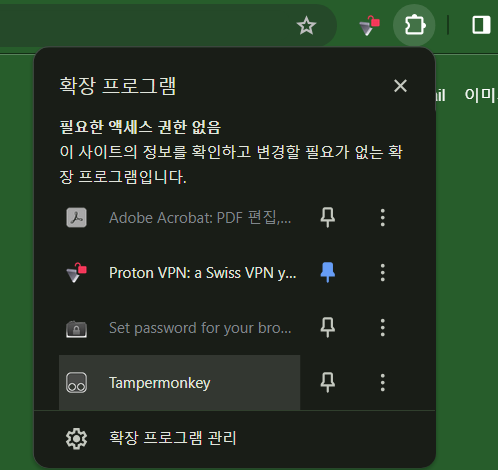 ail 이미
확장 프로그램
필요한 액세스 권한 없음
이 사이트의 정보를 확인하고 변경할 필요가 없는 확
장 프로그램입니다.
Adobe Acrobat: PDF 편집,...
Proton VPN: a Swiss VPN y...
Set password for your bro...
Tampermonkey
확장 프로그램 관리